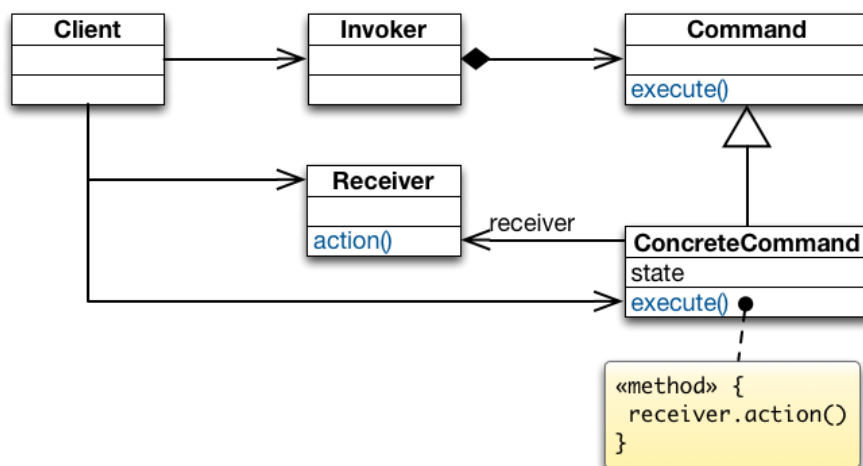 Client
Invoker
Command
execute()
Receiver
action()
receiver
ConcreteCommand
state
execute()
«method» {
receiver.action()
}